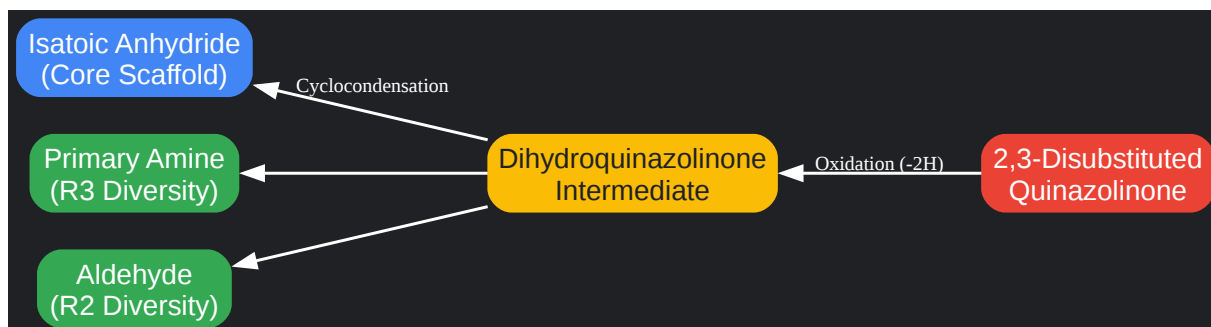 Isatoic Anhydride
(Core Scaffold)
Cyclocondensation
Primary Amine
(R3 Diversity)
Dihydroquinazolinone
Intermediate
Oxidation (-2H)
2,3-Disubstituted
Quinazolinone
Aldehyde
(R2 Diversity)